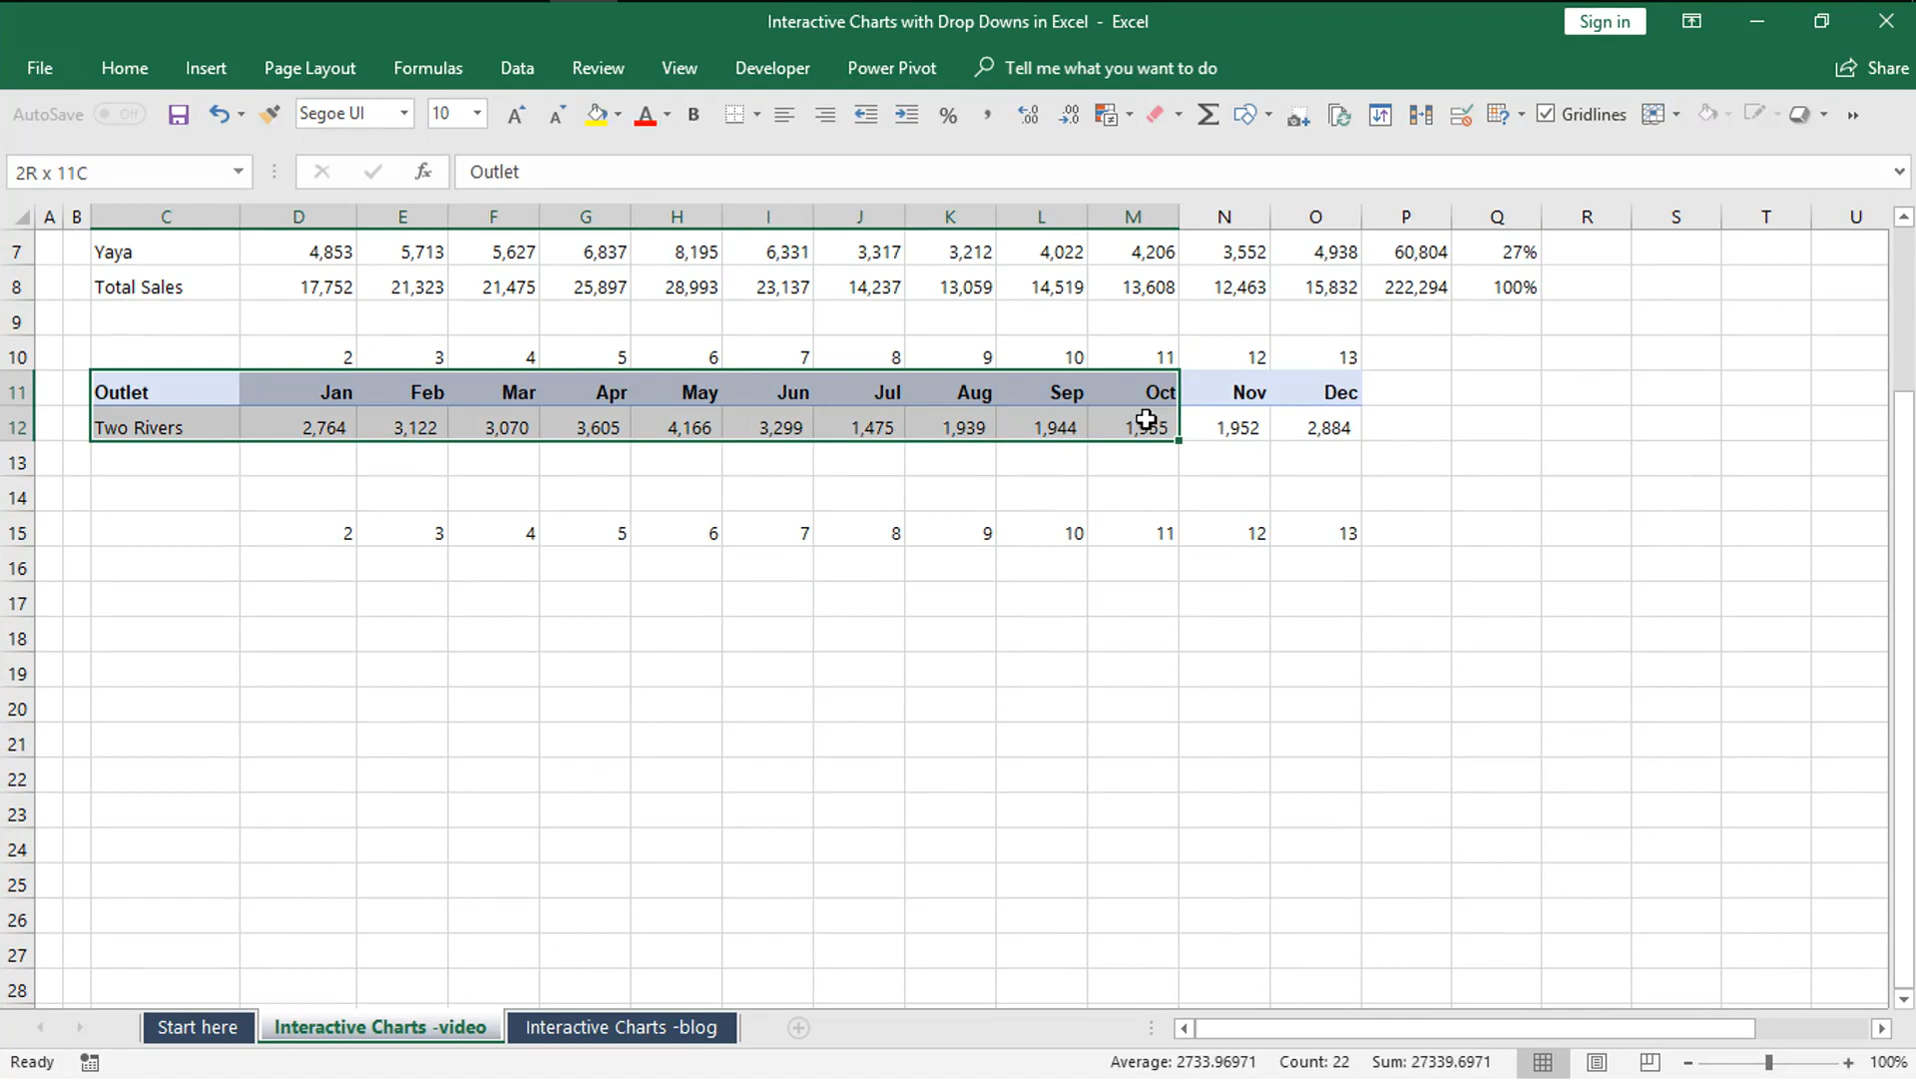 Interactive Charts with Drop Downs in Excel - Excel
Sign in
File Home Insert Page Layout Formulas Data Review View Developer Power Pivot Tell me what you want to do Share
AutoSave Off Segoe UI 10 A A A B % , Σ Gridlines
2R x 11C fx Outlet
A B C D E F G H I J K L M N O P Q R S T U
7 Yaya 4,853 5,713 5,627 6,837 8,195 6,331 3,317 3,212 4,022 4,206 3,552 4,938 60,804 27%
8 Total Sales 17,752 21,323 21,475 25,897 28,993 23,137 14,237 13,059 14,519 13,608 12,463 15,832 222,294 100%
9
10 2 3 4 5 6 7 8 9 10 11 12 13
11 Outlet Jan Feb Mar Apr May Jun Jul Aug Sep Oct Nov Dec
12 Two Rivers 2,764 3,122 3,070 3,605 4,166 3,299 1,475 1,939 1,944 1,952 2,884
13
14
15 2 3 4 5 6 7 8 9 10 11 12 13
16
17
18
19
20
21
22
23
24
25
26
27
28
Start here Interactive Charts -video Interactive Charts -blog
Ready Average: 2733.96971 Count: 22 Sum: 27339.6971 100%